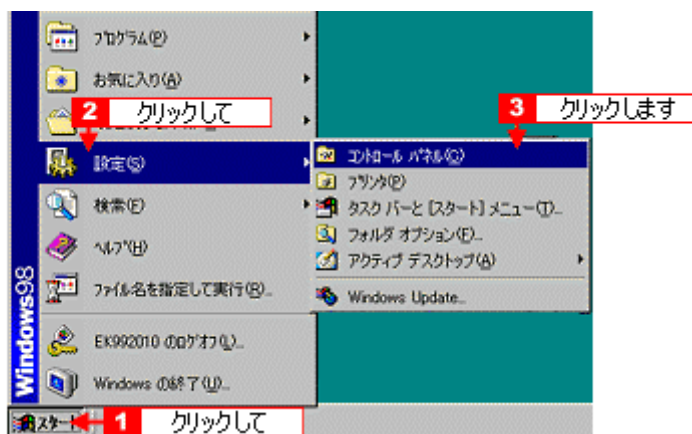 プログラム(P)
お気に入り(A)
2 クリックして
設定(S)
検索(F)
ヘルプ(H)
ファイル名を指定して実行(R)...
EK992010 のログオフ(L)...
Windows の終了(U)...
Windows98
スタート
1 クリックして
3 クリックします
コントロール パネル(C)
プリンタ(P)
タスク バーと [スタート] メニュー(T)...
フォルダ オプション(F)...
アクティブ デスクトップ(A)
Windows Update...